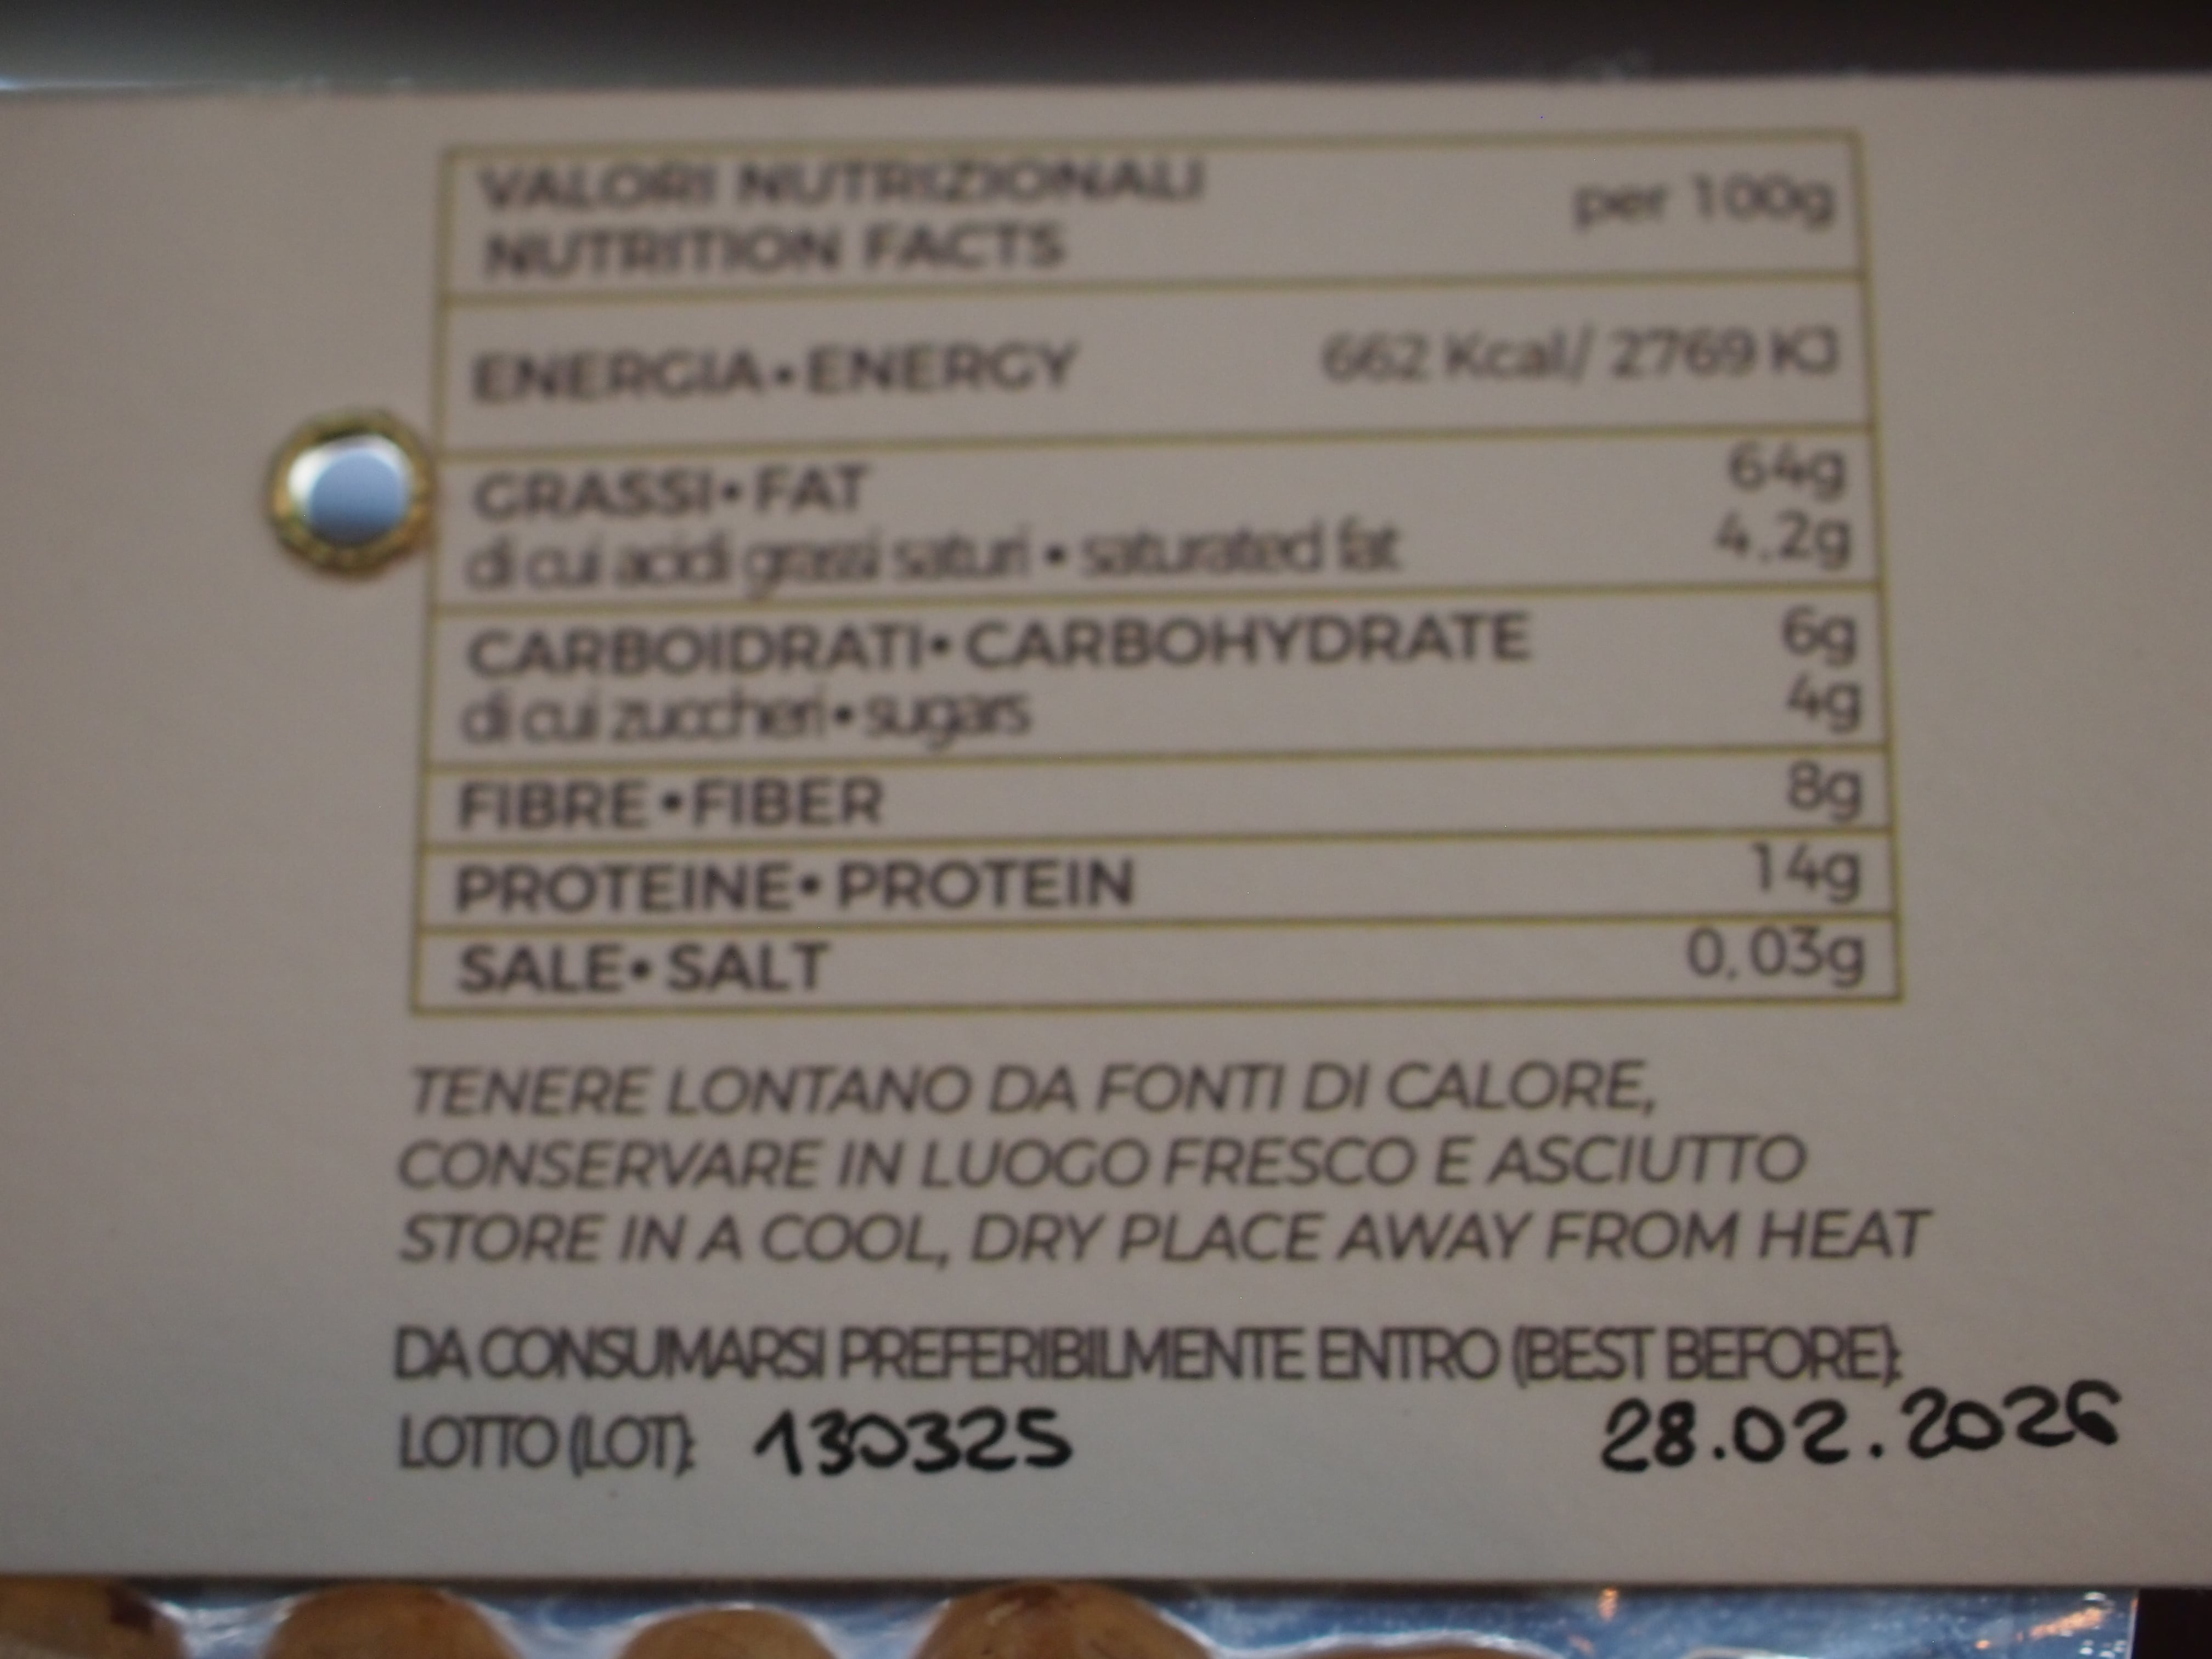 VALORI NUTRIZIONALI
NUTRITION FACTS
per 100g
ENERGIA•ENERGY 662 Kcal/ 2769 KJ
GRASSI•FAT 64g
di cui acidi grassi saturi • saturated fat 4.2g
CARBOIDRATI•CARBOHYDRATE 6g
di cui zuccheri•sugars 4g
FIBRE•FIBER 8g
PROTEINE•PROTEIN 14g
SALE•SALT 0,03g
TENERE LONTANO DA FONTI DI CALORE,
CONSERVARE IN LUOGO FRESCO E ASCIUTTO
STORE IN A COOL, DRY PLACE AWAY FROM HEAT
DA CONSUMARSI PREFERIBILMENTE ENTRO (BEST BEFORE):
LOTTO (LOT): 130325 28.02.2026